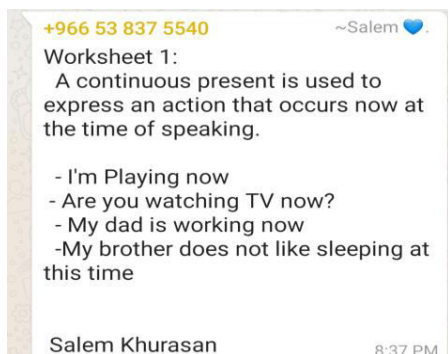 +966 53 837 5540 ~Salem 💙.
Worksheet 1:
A continuous present is used to
express an action that occurs now at
the time of speaking.
- I'm Playing now
- Are you watching TV now?
- My dad is working now
-My brother does not like sleeping at
this time
Salem Khurasan
8:37 PM